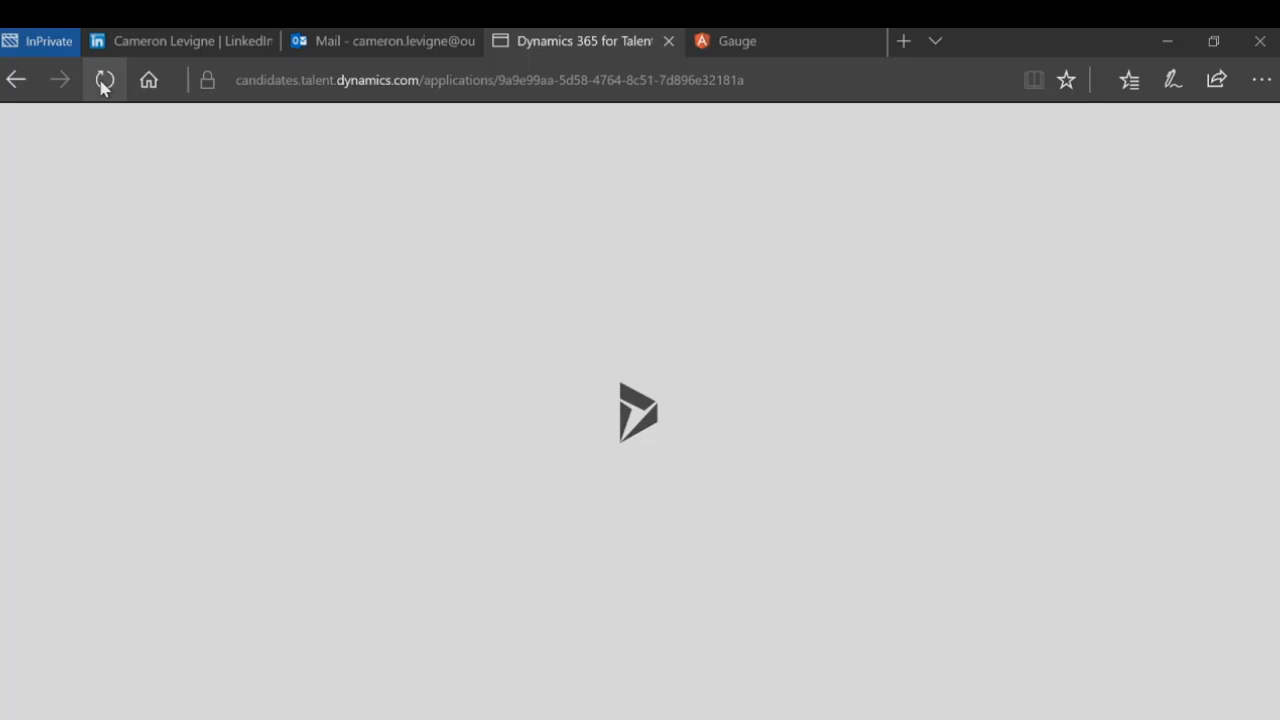 InPrivate
Cameron Levigne | LinkedIn
Mail - cameron.levigne@ou
Dynamics 365 for Talent
Gauge
candidates.talent.dynamics.com/applications/9a9e99aa-5d58-4764-8c51-7d896e32181a